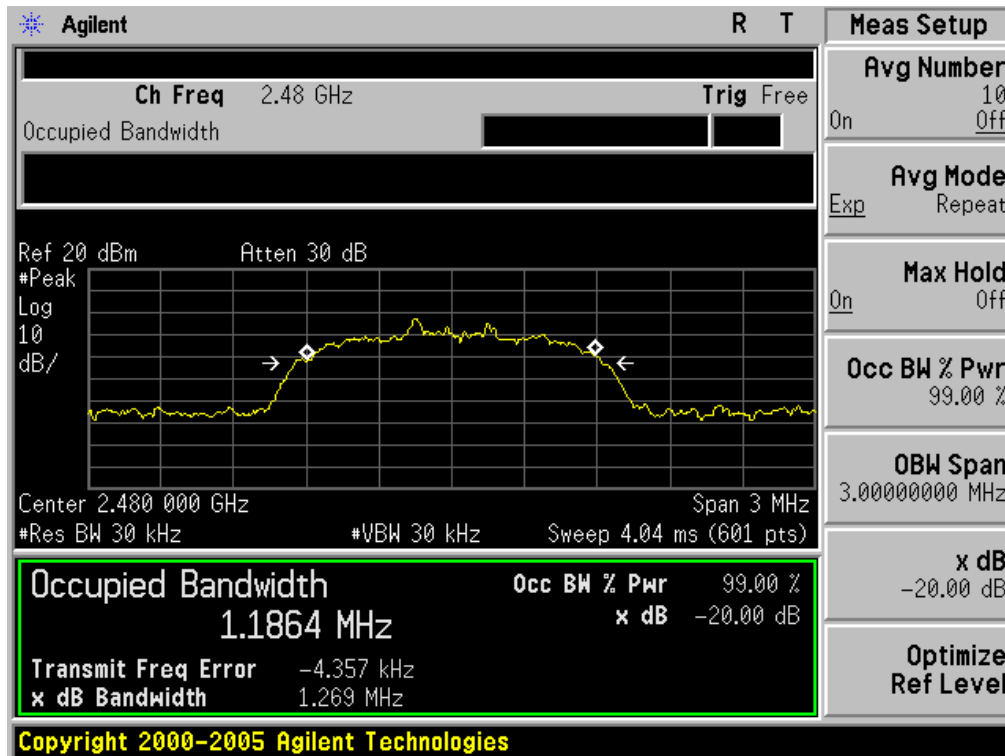 Agilent
R T
Ch Freq 2.48 GHz
Trig Free
Occupied Bandwidth
Ref 20 dBm
Atten 30 dB
#Peak
Log
10
dB/
Center 2.480 000 GHz
Span 3 MHz
#Res BW 30 kHz
#VBW 30 kHz
Sweep 4.04 ms (601 pts)
Occupied Bandwidth
1.1864 MHz
Occ BW % Pwr 99.00 %
x dB -20.00 dB
Transmit Freq Error -4.357 kHz
x dB Bandwidth 1.269 MHz
Copyright 2000-2005 Agilent Technologies
Meas Setup
Avg Number
10
On Off
Avg Mode
Exp Repeat
Max Hold
On Off
Occ BW % Pwr
99.00 %
OBW Span
3.00000000 MHz
x dB
-20.00 dB
Optimize
Ref Level